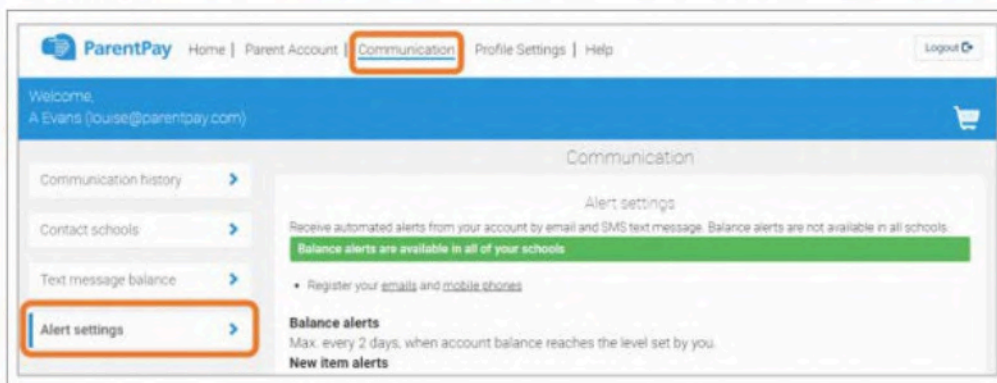 ParentPay Home | Parent Account | Communication Profile Settings | Help Logout
Welcome,
A Evans (louise@parentpay.com)
Communication history
Contact schools
Text message balance
Alert settings
Communication
Alert settings
Receive automated alerts from your account by email and SMS text message. Balance alerts are not available in all schools
Balance alerts are available in all of your schools
• Register your emails and mobile phones
Balance alerts
Max. every 2 days, when account balance reaches the level set by you.
New item alerts